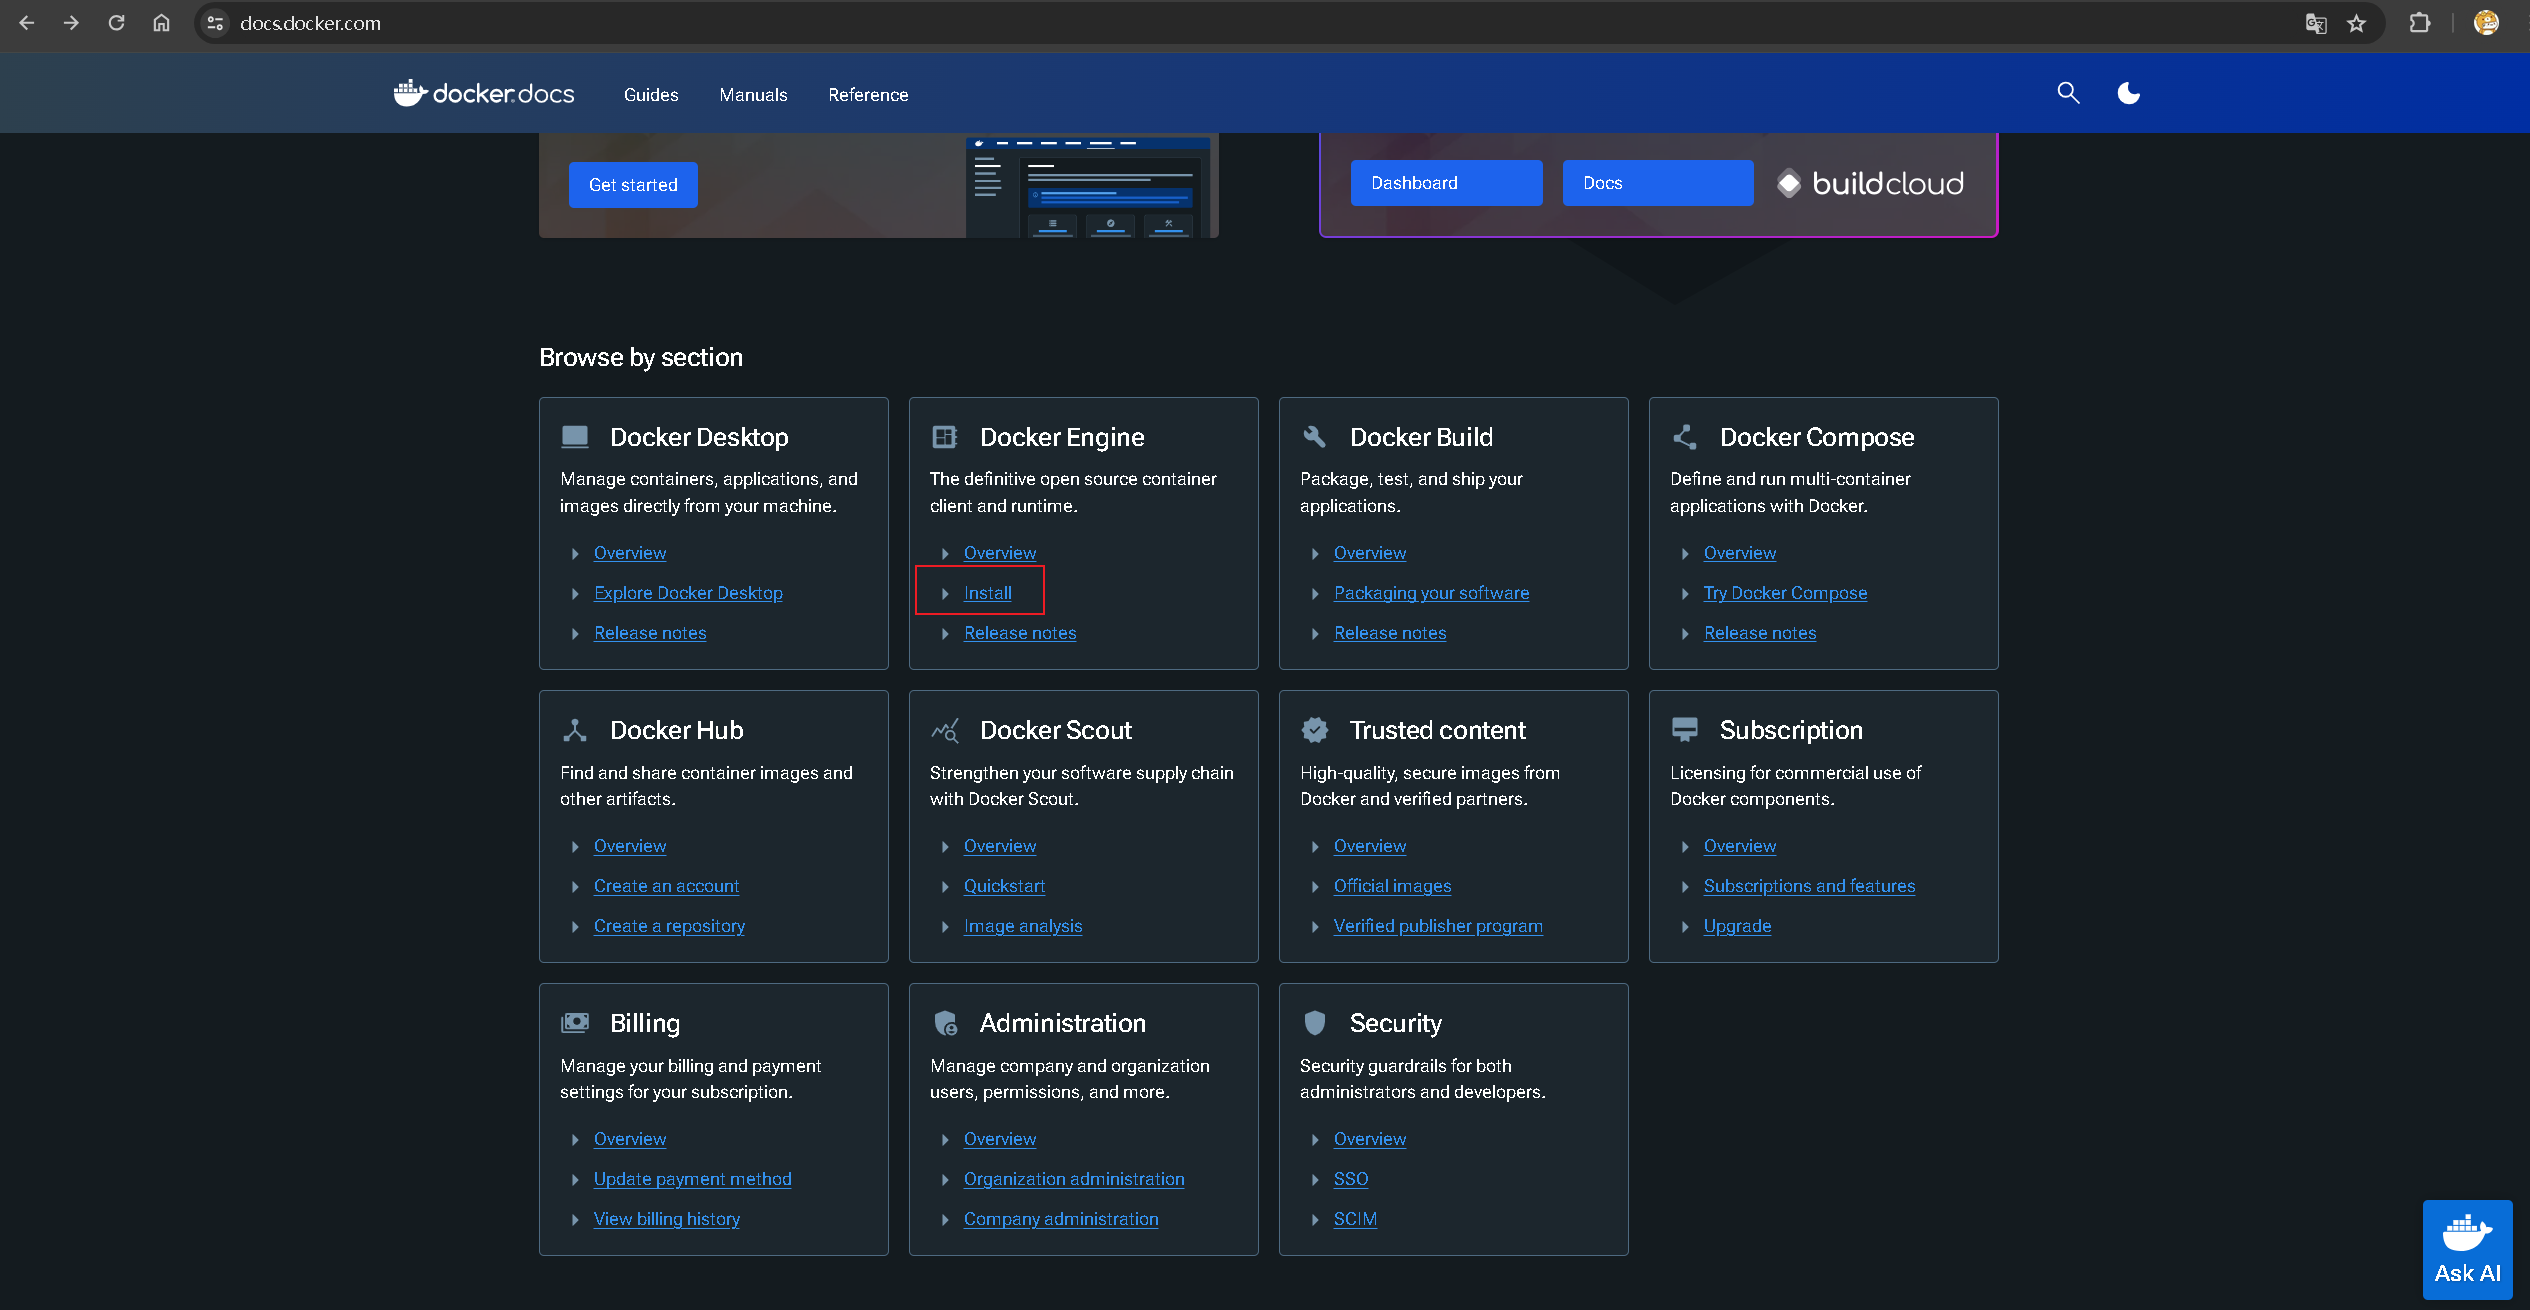 docs.docker.com
docker.docs
Guides
Manuals
Reference
Get started
Dashboard
Docs
buildcloud
Browse by section
Docker Desktop
Manage containers, applications, and
images directly from your machine.
Overview
Explore Docker Desktop
Release notes
Docker Engine
The definitive open source container
client and runtime.
Overview
Install
Release notes
Docker Build
Package, test, and ship your
applications.
Overview
Packaging your software
Release notes
Docker Compose
Define and run multi-container
applications with Docker.
Overview
Try Docker Compose
Release notes
Docker Hub
Find and share container images and
other artifacts.
Overview
Create an account
Create a repository
Docker Scout
Strengthen your software supply chain
with Docker Scout.
Overview
Quickstart
Image analysis
Trusted content
High-quality, secure images from
Docker and verified partners.
Overview
Official images
Verified publisher program
Subscription
Licensing for commercial use of
Docker components.
Overview
Subscriptions and features
Upgrade
Billing
Manage your billing and payment
settings for your subscription.
Overview
Update payment method
View billing history
Administration
Manage company and organization
users, permissions, and more.
Overview
Organization administration
Company administration
Security
Security guardrails for both
administrators and developers.
Overview
SSO
SCIM
Ask AI